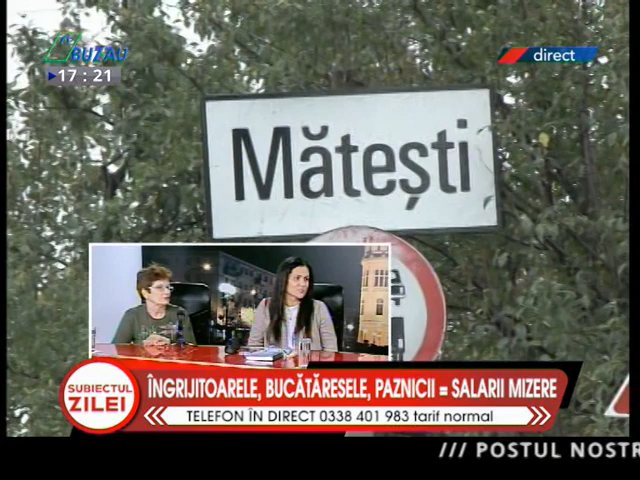 BUZĂU
17 : 21
direct
Mătești
SUBIECTUL
ZILEI
ÎNGRIJITOARELE, BUCĂTĂRESELE, PAZNICII = SALARII MIZERE
TELEFON ÎN DIRECT 0338 401 983 tarif normal
/// POSTUL NOSTR